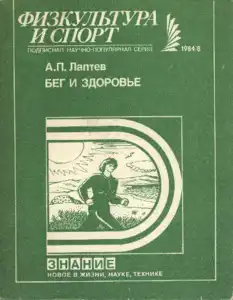 ФИЗКУЛЬТУРА
И СПОРТ
ПОДПИСНАЯ НАУЧНО-ПОПУЛЯРНАЯ СЕРИЯ
1984/8
А.П. Лаптев
БЕГ И ЗДОРОВЬЕ
ЗНАНИЕ
НОВОЕ В ЖИЗНИ, НАУКЕ, ТЕХНИКЕ